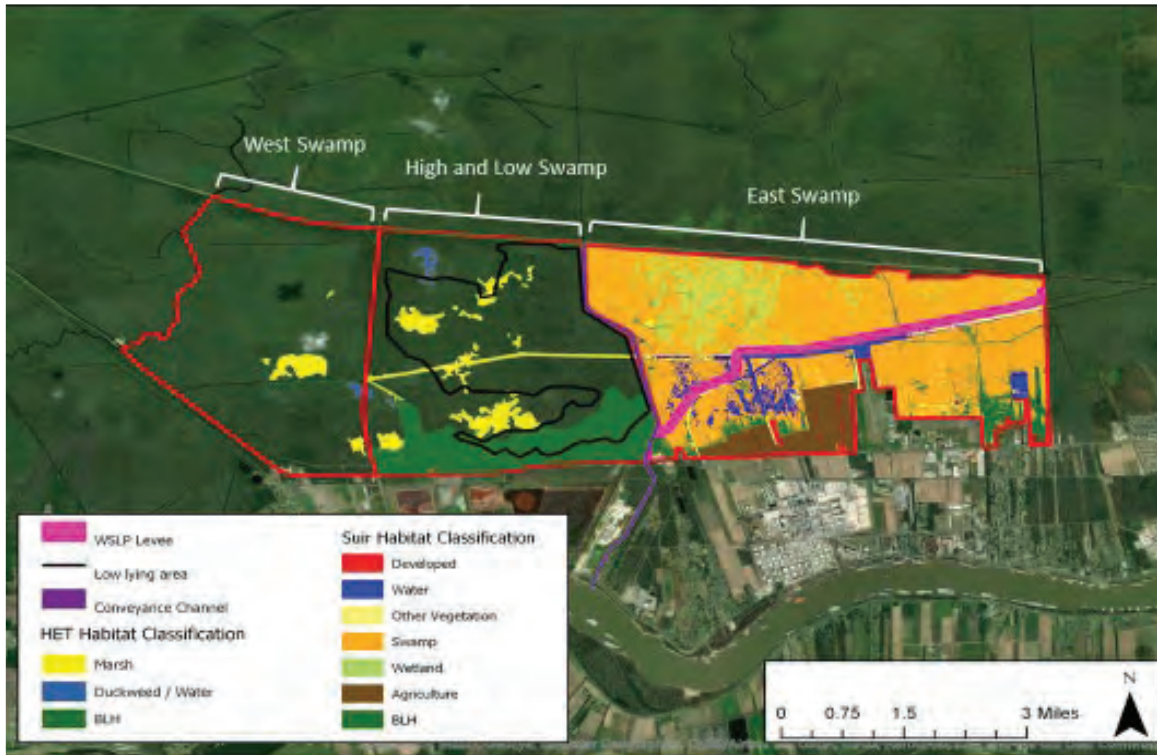 West Swamp
High and Low Swamp
East Swamp
WSLP Levee
Low lying area
Conveyance Channel
HET Habitat Classification
Marsh
Duckweed / Water
BLH
Suir Habitat Classification
Developed
Water
Other Vegetation
Swamp
Wetland
Agriculture
BLH
N
0 0.75 1.5 3 Miles